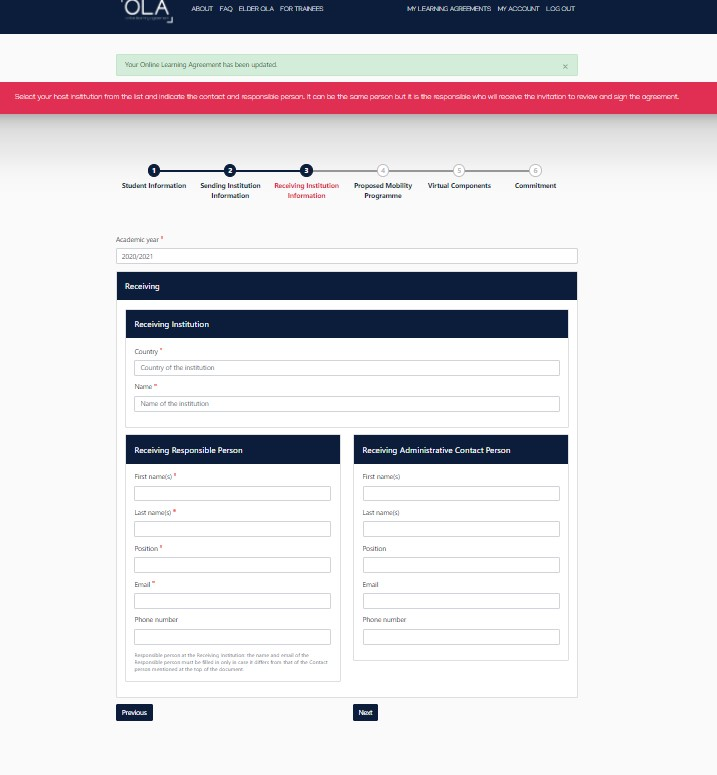 OLA
ABOUT FAQ ELDER OLA FOR TRAINEES MY LEARNING AGREEMENTS MY ACCOUNT LOG OUT
Your Online Learning Agreement has been updated. ×
Select your host institution from the list and indicate the contact and responsible person. It can be the same person but it is the responsible who will receive the invitation to review and sign the agreement.
1 2 3 4 5 6
Student Information Sending Institution Receiving Institution Proposed Mobility Virtual Components Commitment
Information Information Programme
Academic year *
2020/2021
Receiving
Receiving Institution
Country *
Country of the institution
Name *
Name of the institution
Receiving Responsible Person
First name(s) *
Last name(s) *
Position *
Email *
Phone number
Responsible person at the Receiving Institution: the name and email of the
Responsible person must be filled in only in case it differs from that of the Contact
person mentioned at the top of the document.
Receiving Administrative Contact Person
First name(s)
Last name(s)
Position
Email
Phone number
Previous Next